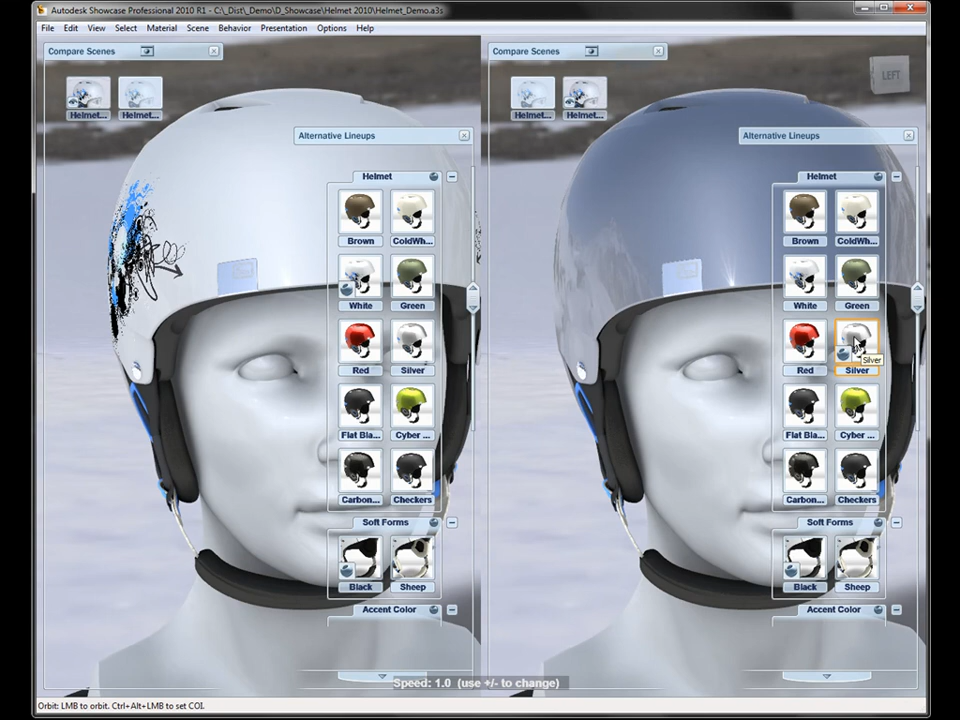 Autodesk Showcase Professional 2010 R1 - C:\_Dist\_Demo\D_Showcase\Helmet 2010\Helmet_Demo.a3s
File Edit View Select Material Scene Behavior Presentation Options Help
Compare Scenes
Helmet... Helmet...
Alternative Lineups
Helmet
Brown ColdWh...
White Green
Red Silver
Flat Bla... Cyber ...
Carbon... Checkers
Soft Forms
Black Sheep
Accent Color
Compare Scenes
Helmet... Helmet...
LEFT
Alternative Lineups
Helmet
Brown ColdWh...
White Green
Silver
Red Silver
Flat Bla... Cyber ...
Carbon... Checkers
Soft Forms
Black Sheep
Accent Color
Speed: 1.0 (use +/- to change)
Orbit: LMB to orbit. Ctrl+Alt+LMB to set COI.